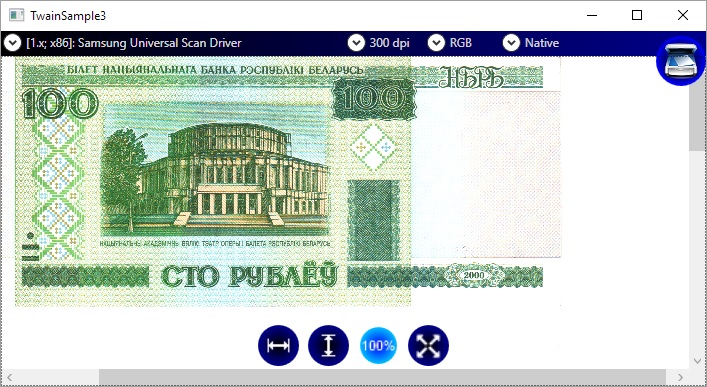 TwainSample3
[1.x; x86]: Samsung Universal Scan Driver
300 dpi
RGB
Native
БІЛЕТ НАЦЫЯНАЛЬНАГА БАНКА РЭСПУБЛІКІ БЕЛАРУСЬ
НБРБ
100
100
НАЦЫЯНАЛЬНЫ АКАДЭМІЧНЫ ВЯЛІКІ ТЭАТР ОПЕРЫ І БАЛЕТА РЭСПУБЛІКІ БЕЛАРУСЬ
СТО РУБЛЁЎ
2000
100%